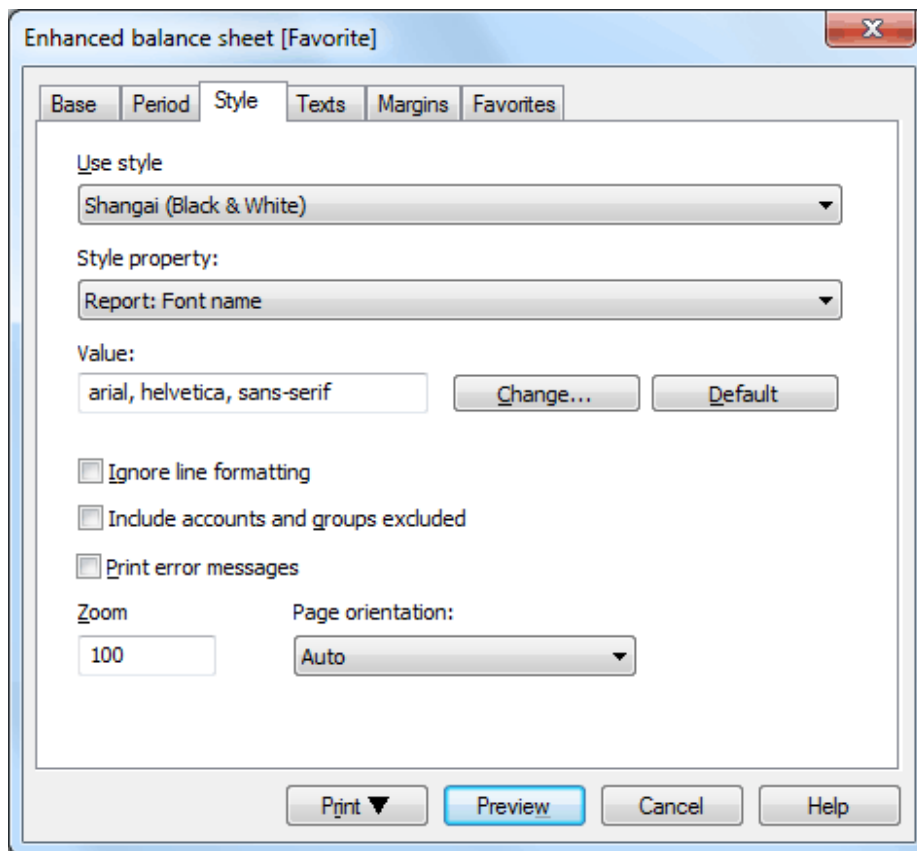 Enhanced balance sheet [Favorite]
Base Period Style Texts Margins Favorites
Use style
Shangai (Black & White)
Style property:
Report: Font name
Value:
arial, helvetica, sans-serif Change... Default
Ignore line formatting
Include accounts and groups excluded
Print error messages
Zoom Page orientation:
100 Auto
Print Preview Cancel Help